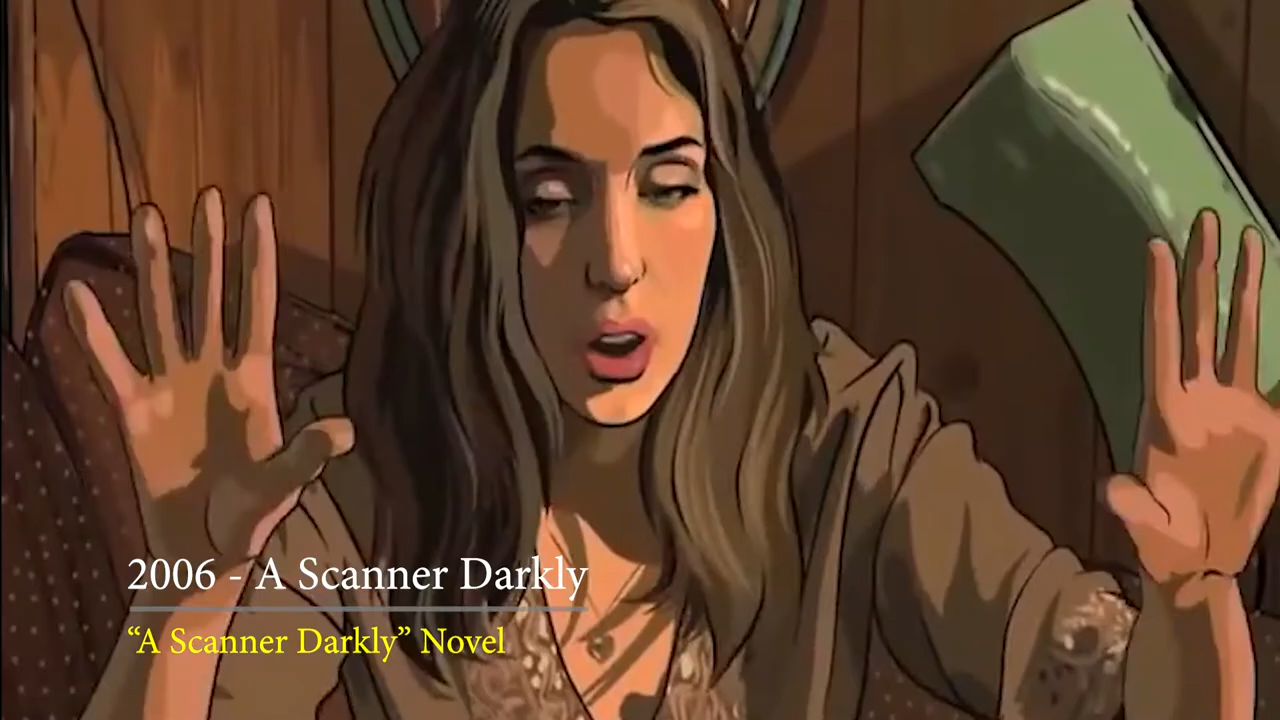 2006 - A Scanner Darkly
“A Scanner Darkly” Novel